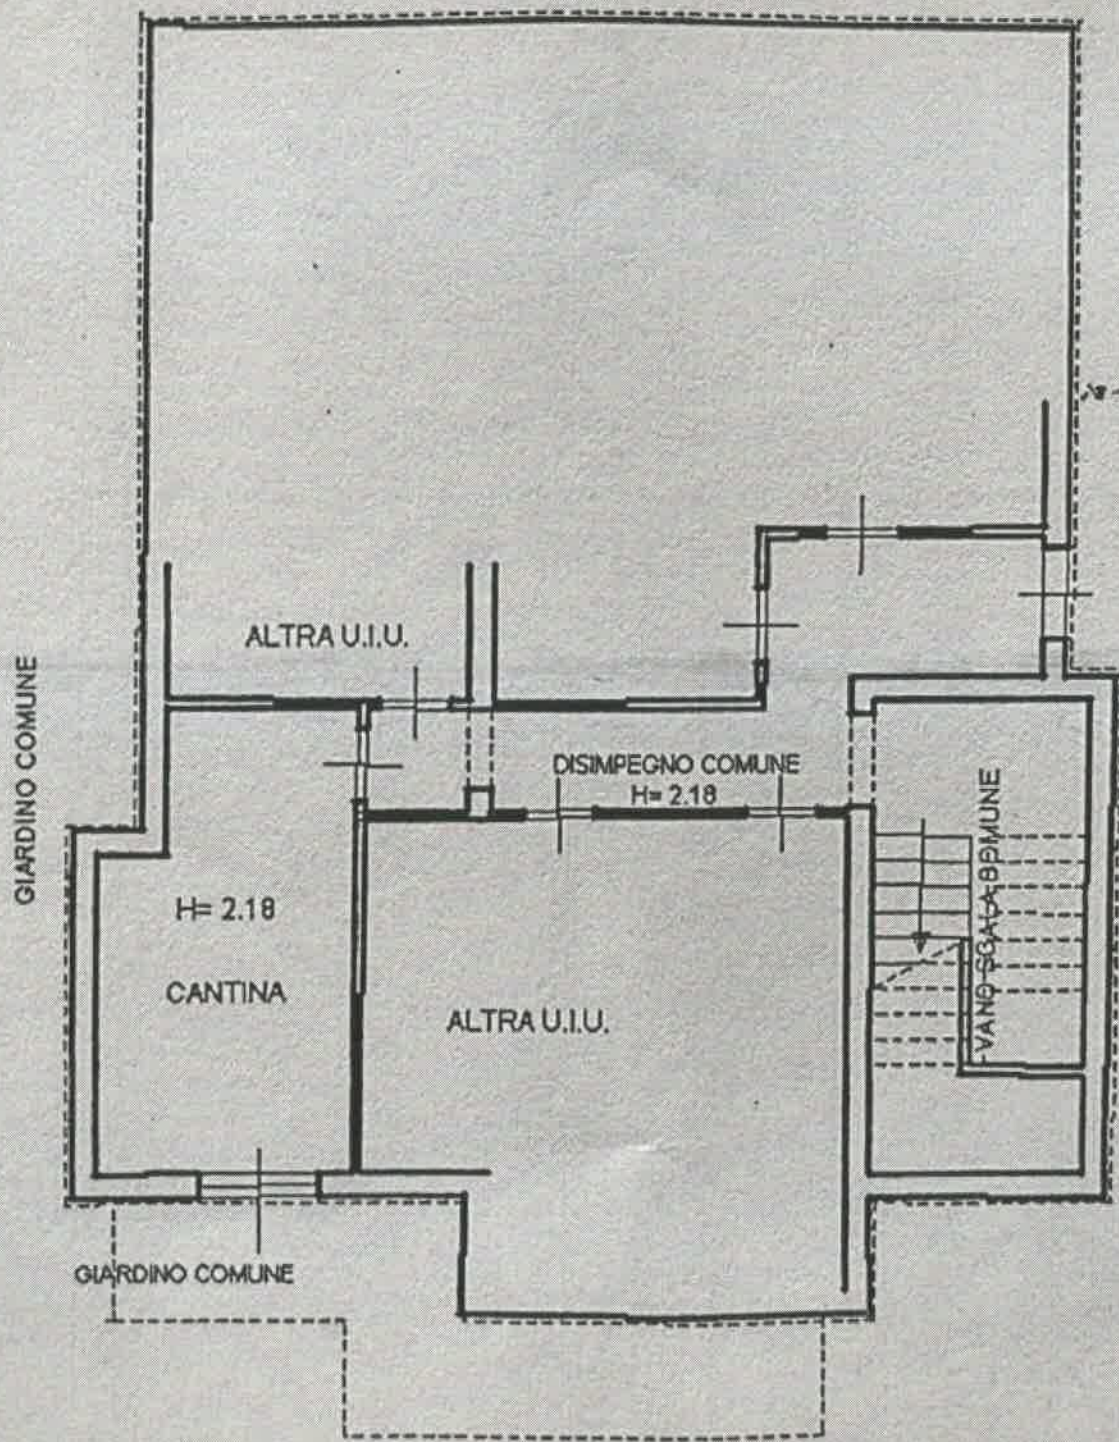 ALTRA U.I.U.
GIARDINO COMUNE
DISIMPEGNO COMUNE
H= 2.18
VANO SCALA COMUNE
H= 2.18
CANTINA
ALTRA U.I.U.
GIARDINO COMUNE